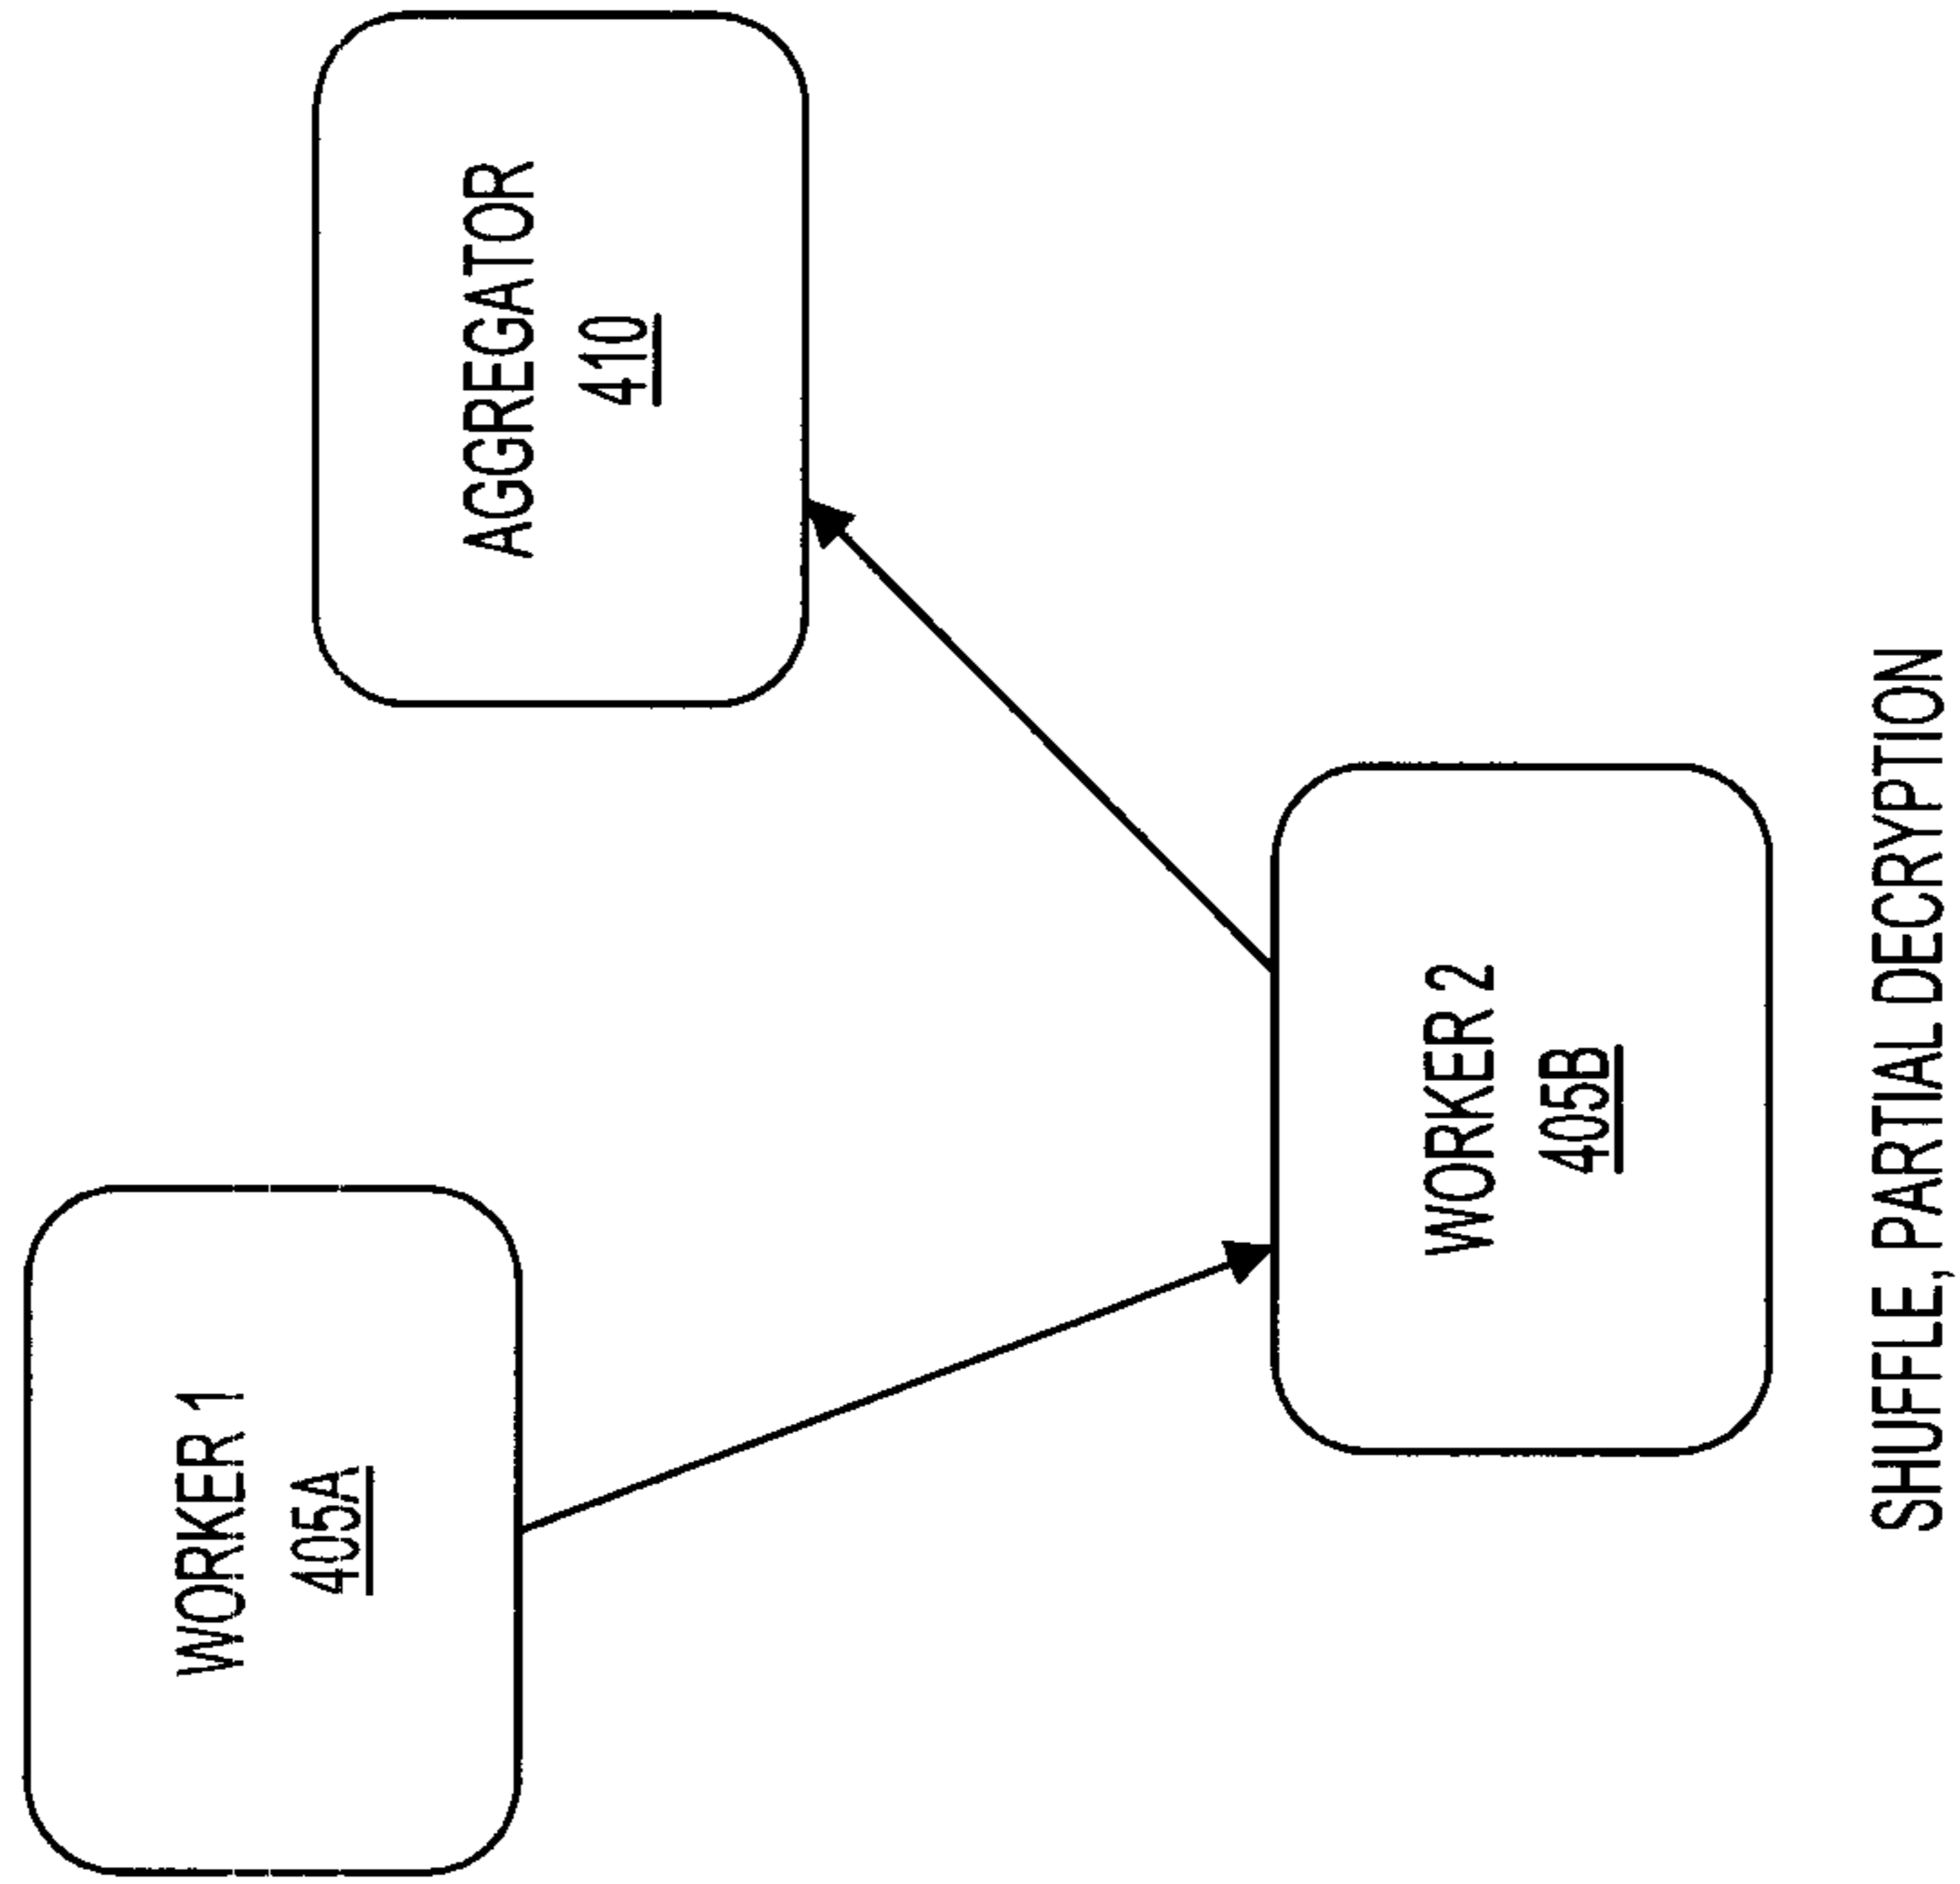 WORKER 1
405A
AGGREGATOR
410
WORKER 2
405B
SHUFFLE, PARTIAL DECRYPTION